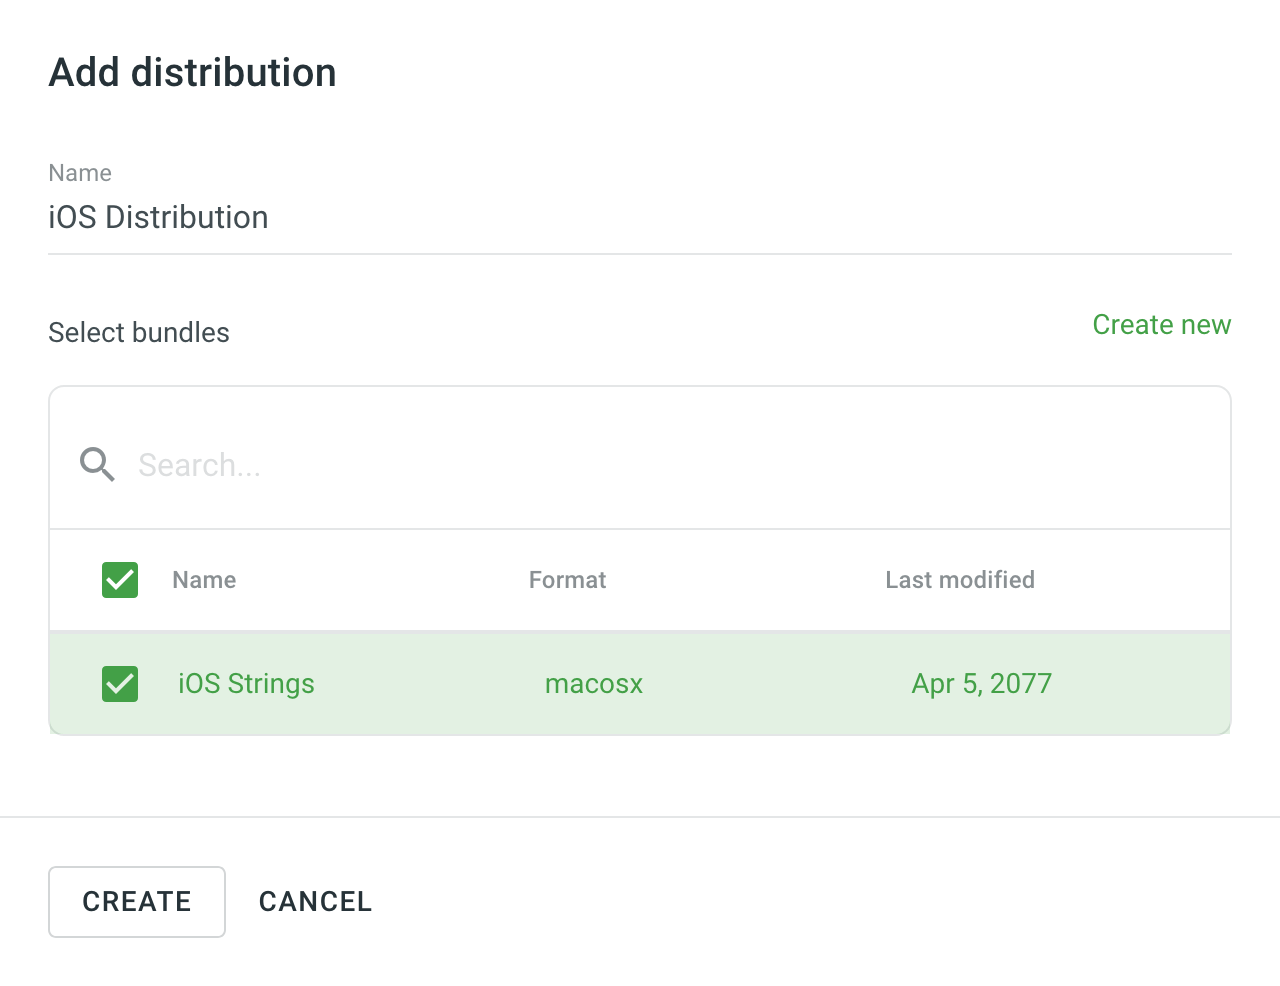 Add distribution
Name
iOS Distribution
Select bundles
Create new
Search...
Name Format Last modified
iOS Strings macosx Apr 5, 2077
CREATE CANCEL